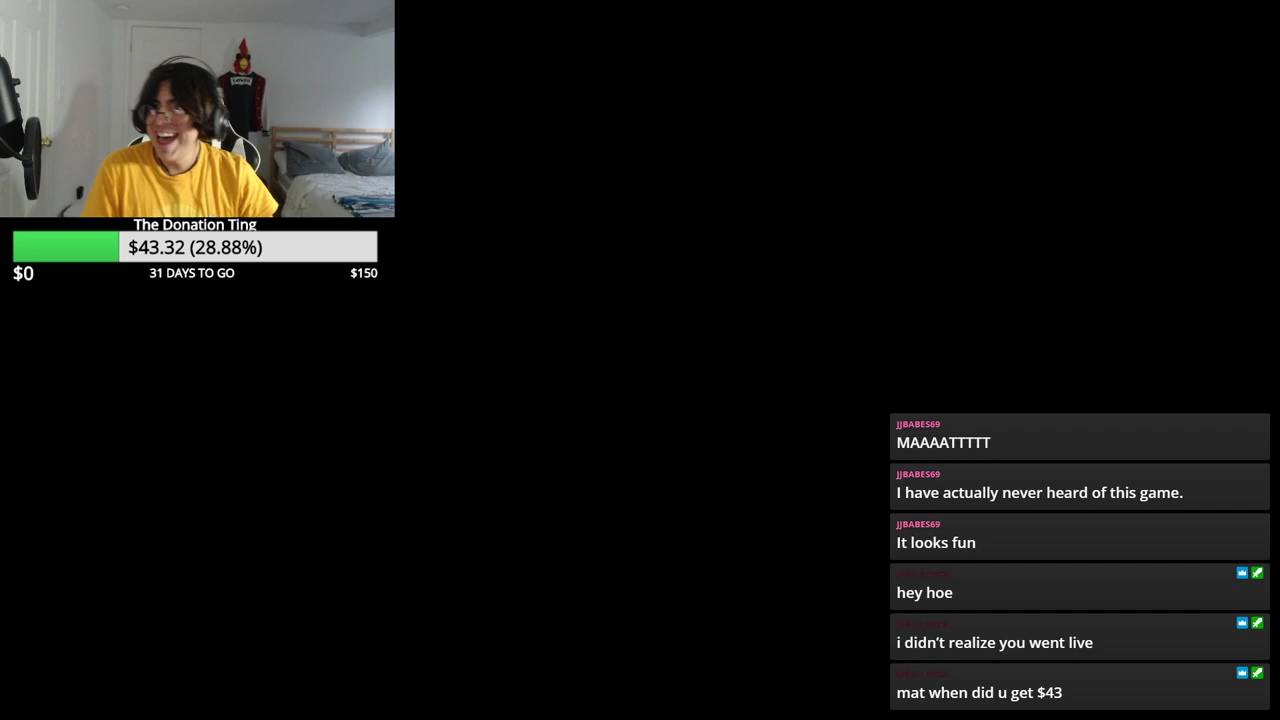 The Donation Ting
$43.32 (28.88%)
$0 31 DAYS TO GO $150
JJBABES69
MAAAATTTTT
JJBABES69
I have actually never heard of this game.
JJBABES69
It looks fun
hey hoe
i didn't realize you went live
mat when did u get $43